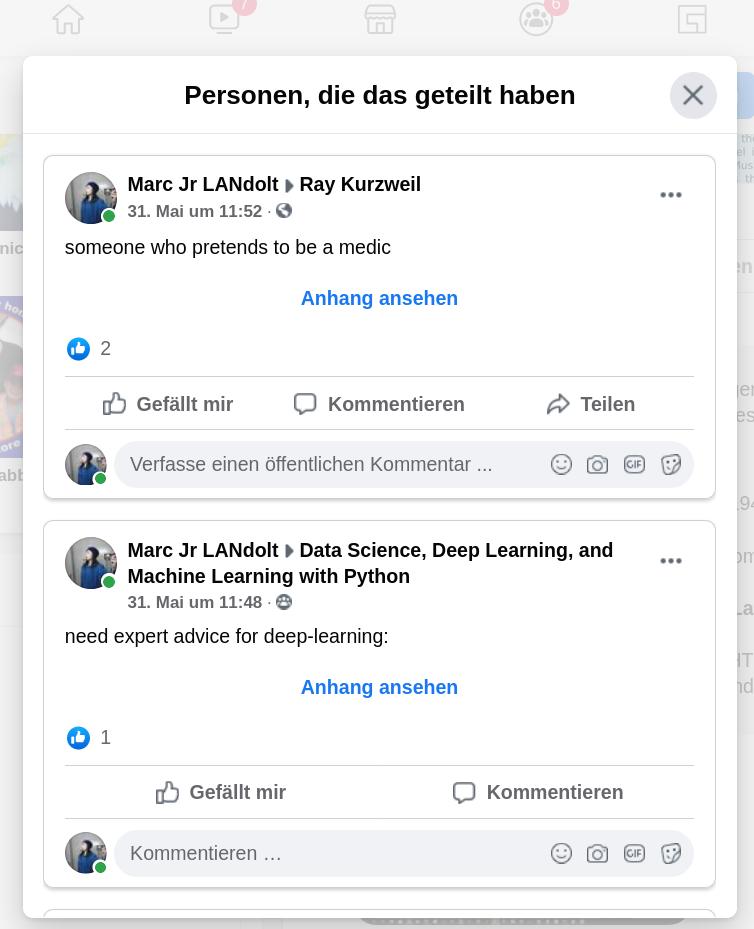 7
6
Personen, die das geteilt haben
Marc Jr LANdolt Ray Kurzweil
31. Mai um 11:52 ·
someone who pretends to be a medic
Anhang ansehen
2
Gefällt mir Kommentieren Teilen
Verfasse einen öffentlichen Kommentar ... GIF
Marc Jr LANdolt Data Science, Deep Learning, and
Machine Learning with Python
31. Mai um 11:48 ·
need expert advice for deep-learning:
Anhang ansehen
1
Gefällt mir Kommentieren
Kommentieren … GIF